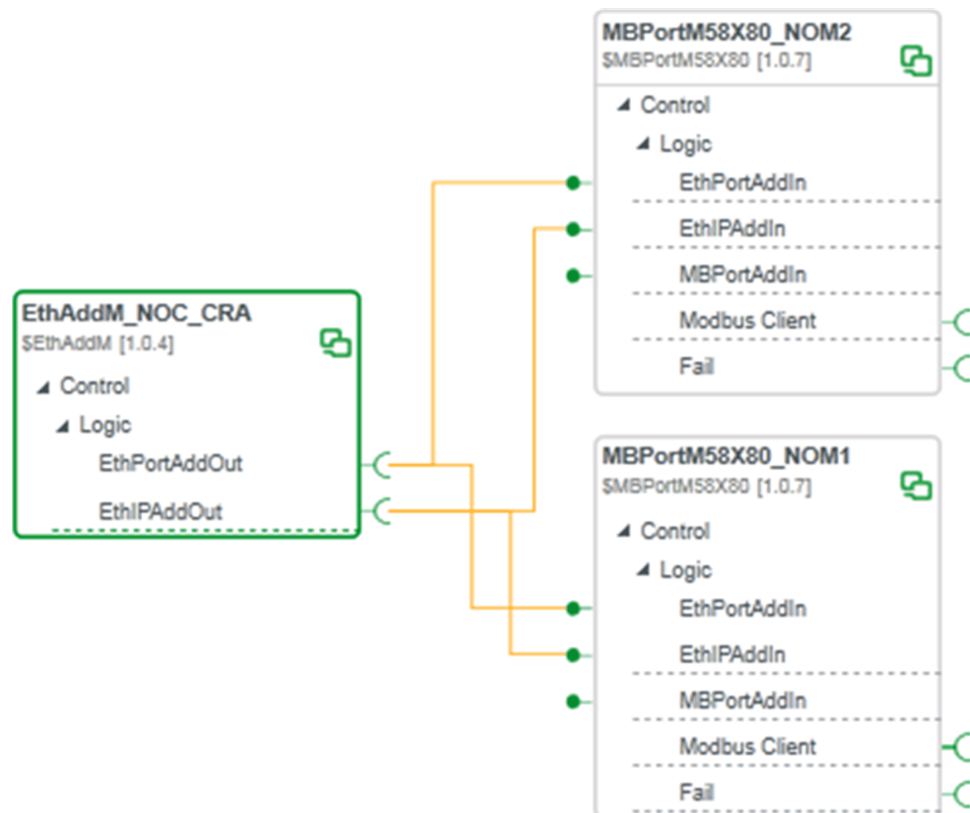 MBPortM58X80_NOM2
$MBPortM58X80 [1.0.7]
Control
Logic
EthPortAddIn
EthIPAddIn
MBPortAddIn
Modbus Client
Fail
EthAddM_NOC_CRA
$EthAddM [1.0.4]
Control
Logic
EthPortAddOut
EthIPAddOut
MBPortM58X80_NOM1
$MBPortM58X80 [1.0.7]
Control
Logic
EthPortAddIn
EthIPAddIn
MBPortAddIn
Modbus Client
Fail